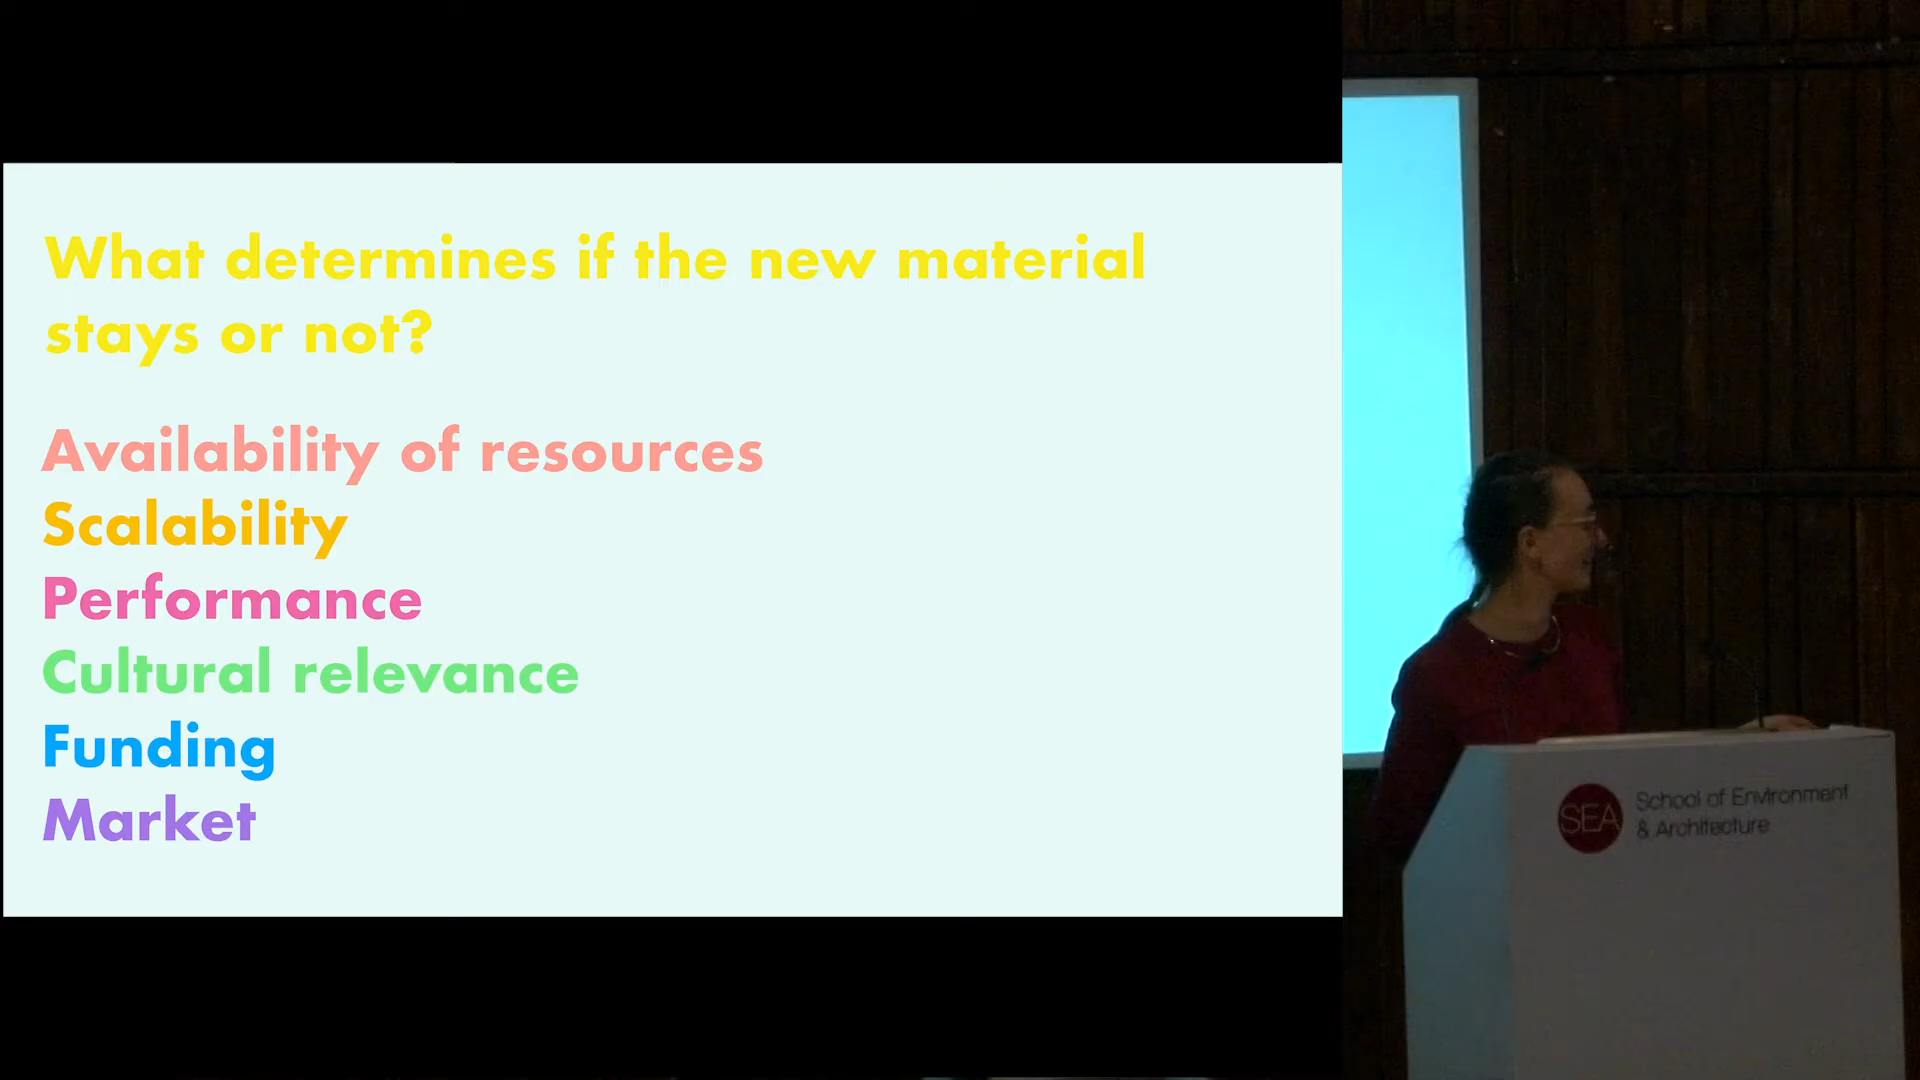 What determines if the new material
stays or not?
Availability of resources
Scalability
Performance
Cultural relevance
Funding
Market
SEA
School of Environment
& Architecture